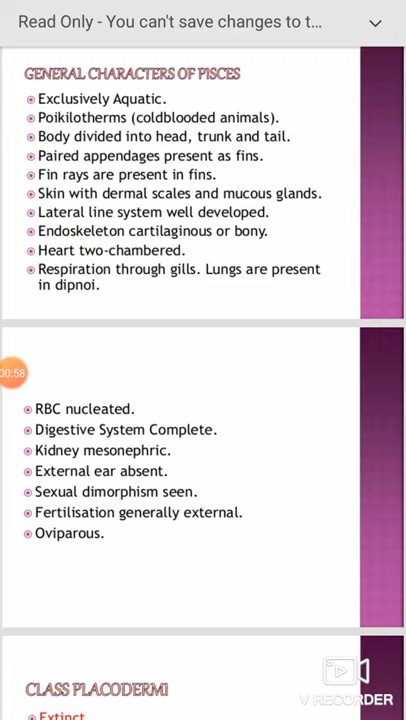 Read Only - You can't save changes to t...
GENERAL CHARACTERS OF PISCES
Exclusively Aquatic.
Poikilotherms (coldblooded animals).
Body divided into head, trunk and tail.
Paired appendages present as fins.
Fin rays are present in fins.
Skin with dermal scales and mucous glands.
Lateral line system well developed.
Endoskeleton cartilaginous or bony.
Heart two-chambered.
Respiration through gills. Lungs are present
in dipnoi.
00:58
RBC nucleated.
Digestive System Complete.
Kidney mesonephric.
External ear absent.
Sexual dimorphism seen.
Fertilisation generally external.
Oviparous.
CLASS PLACODERMI
Extinct
V RECORDER